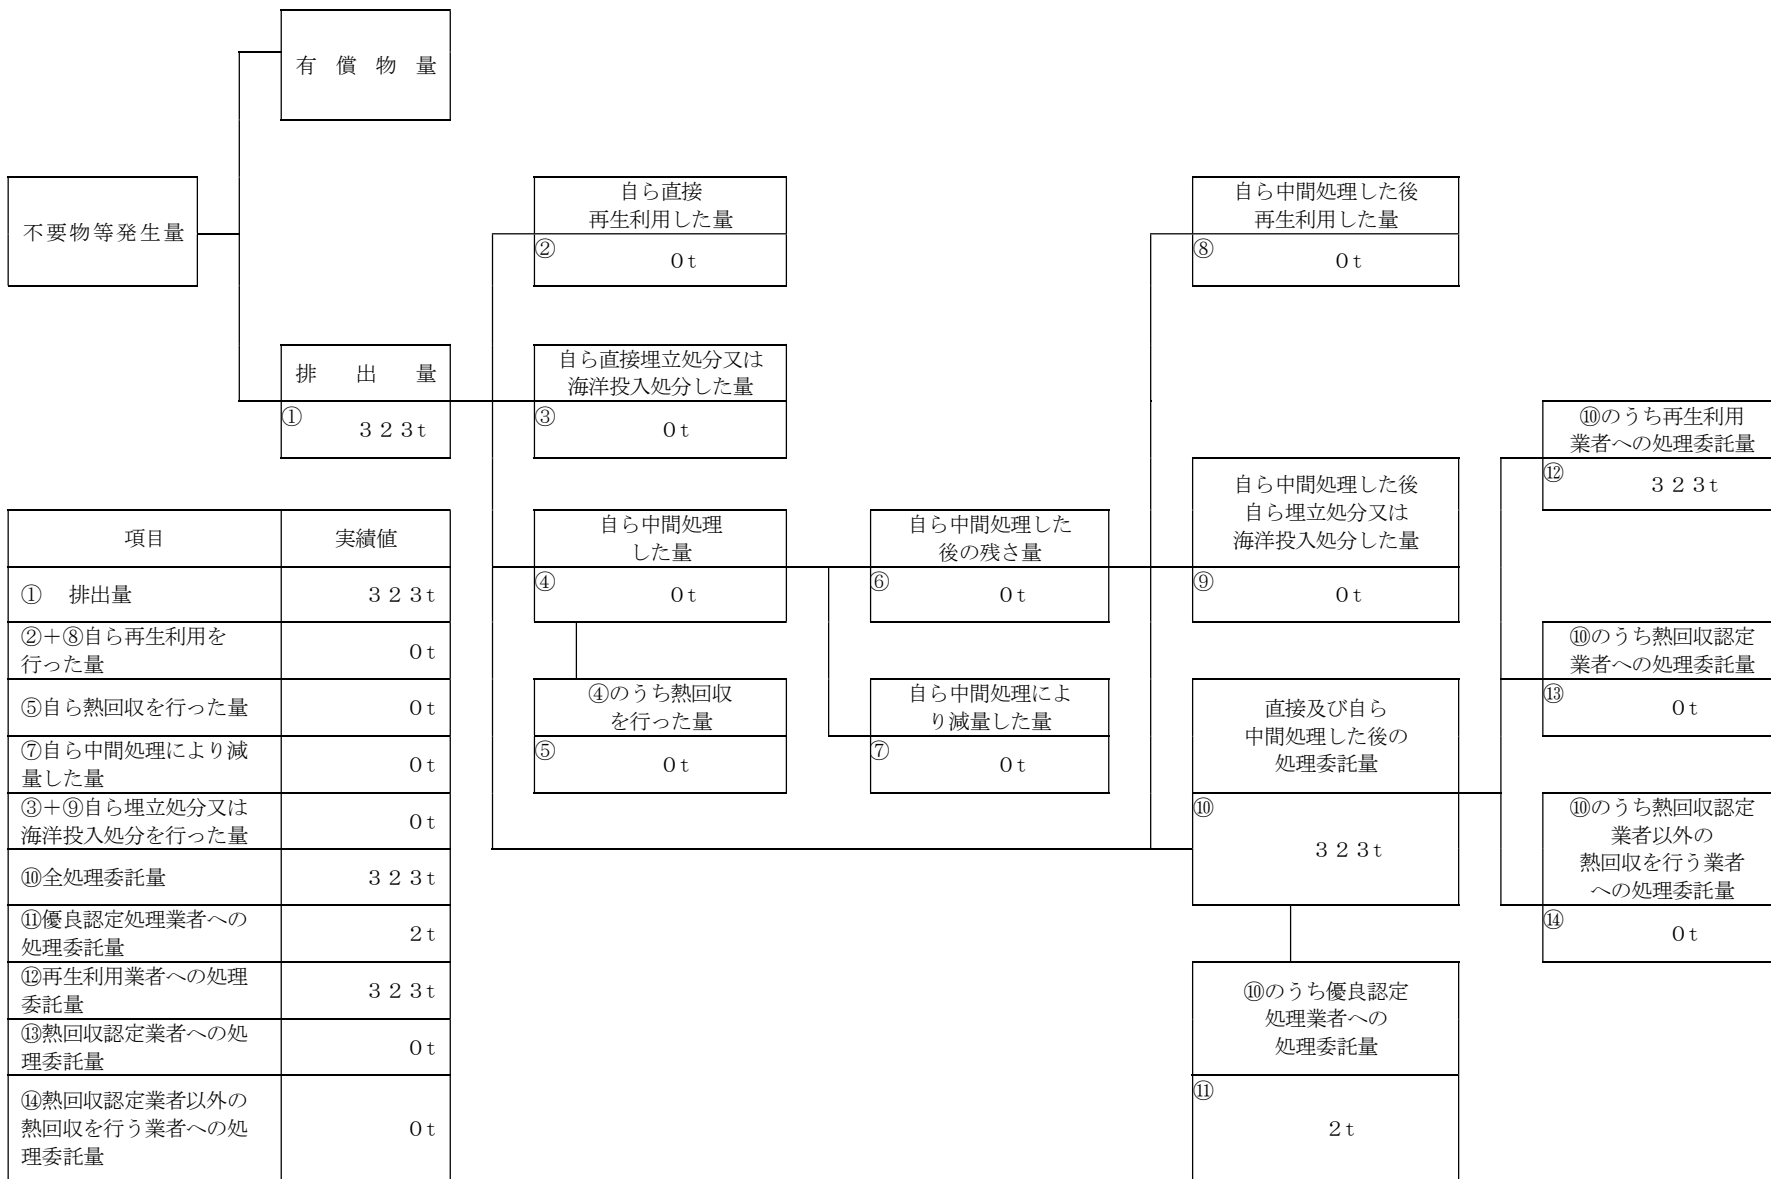 有　償　物　量
不要物等発生量
自ら直接
再生利用した量
②
０ｔ
自ら中間処理した後
再生利用した量
⑧
０ｔ
排　出　量
①
３２３ｔ
自ら直接埋立処分又は
海洋投入処分した量
③
０ｔ
⑩のうち再生利用
業者への処理委託量
⑫
３２３ｔ
自ら中間処理
した量
④
０ｔ
自ら中間処理した
後の残さ量
⑥
０ｔ
自ら中間処理した後
自ら埋立処分又は
海洋投入処分した量
⑨
０ｔ
④のうち熱回収
を行った量
⑤
０ｔ
自ら中間処理によ
り減量した量
⑦
０ｔ
直接及び自ら
中間処理した後の
処理委託量
⑩
３２３ｔ
⑩のうち熱回収認定
業者への処理委託量
⑬
０ｔ
⑩のうち熱回収認定
業者以外の
熱回収を行う業者
への処理委託量
⑭
０ｔ
⑩のうち優良認定
処理業者への
処理委託量
⑪
２ｔ
項目　実績値
①　排出量　３２３ｔ
②＋⑧自ら再生利用を
行った量　０ｔ
⑤自ら熱回収を行った量　０ｔ
⑦自ら中間処理により減
量した量　０ｔ
③＋⑨自ら埋立処分又は
海洋投入処分を行った量　０ｔ
⑩全処理委託量　３２３ｔ
⑪優良認定処理業者への
処理委託量　２ｔ
⑫再生利用業者への処理
委託量　３２３ｔ
⑬熱回収認定業者への処
理委託量　０ｔ
⑭熱回収認定業者以外の
熱回収を行う業者への処
理委託量　０ｔ